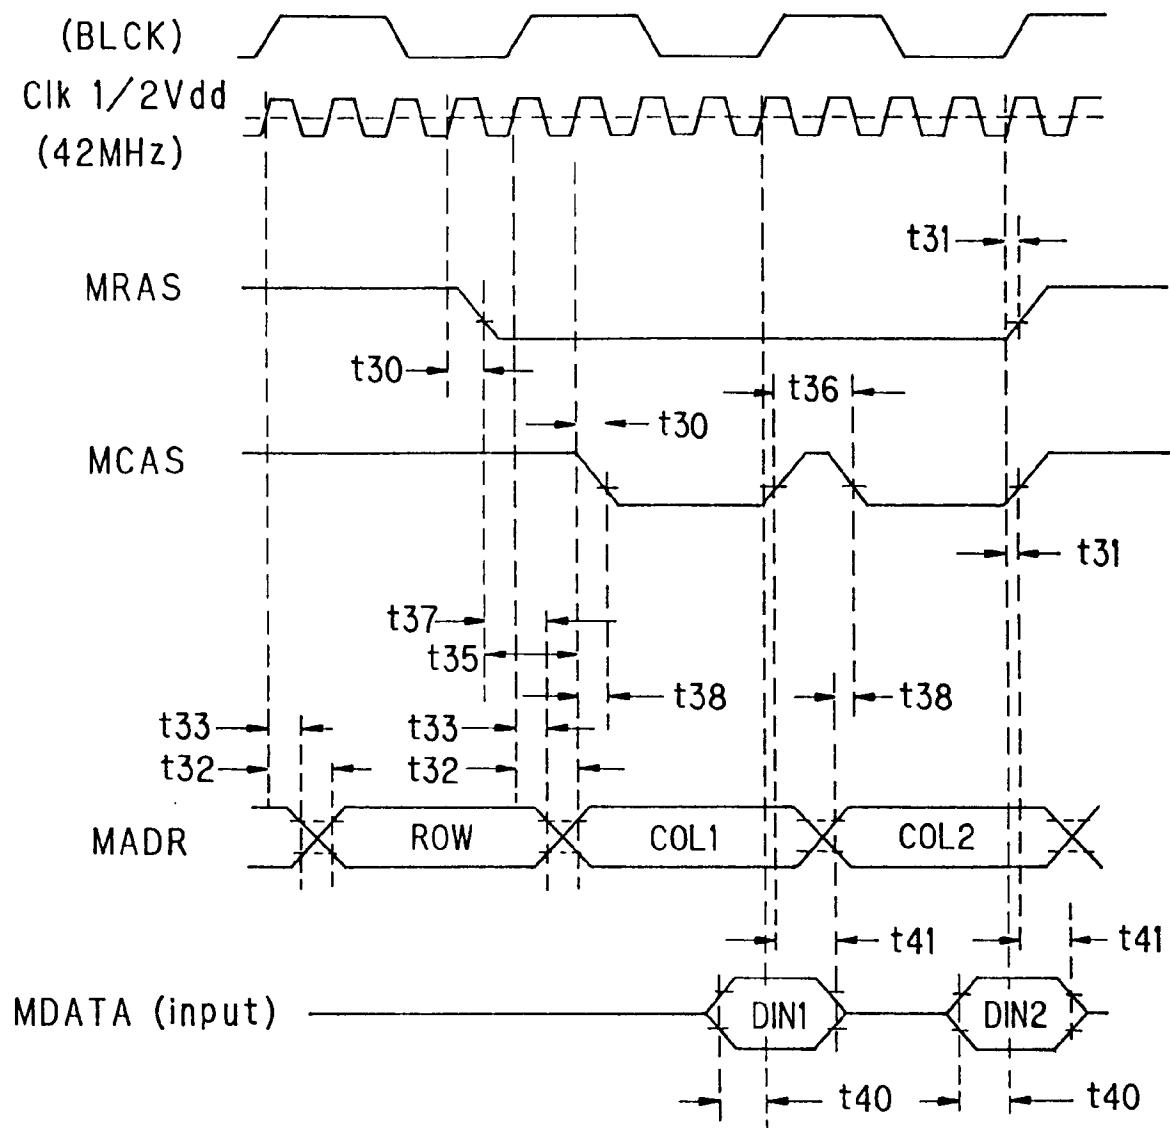 (BLCK)
Clk 1/2Vdd
(42MHz)
t31
MRAS
t30
t36
t30
MCAS
t31
t37
t35
t38
t38
t33
t33
t32
t32
MADR
ROW
COL1
COL2
t41
t41
MDATA (input)
DIN1
DIN2
t40
t40